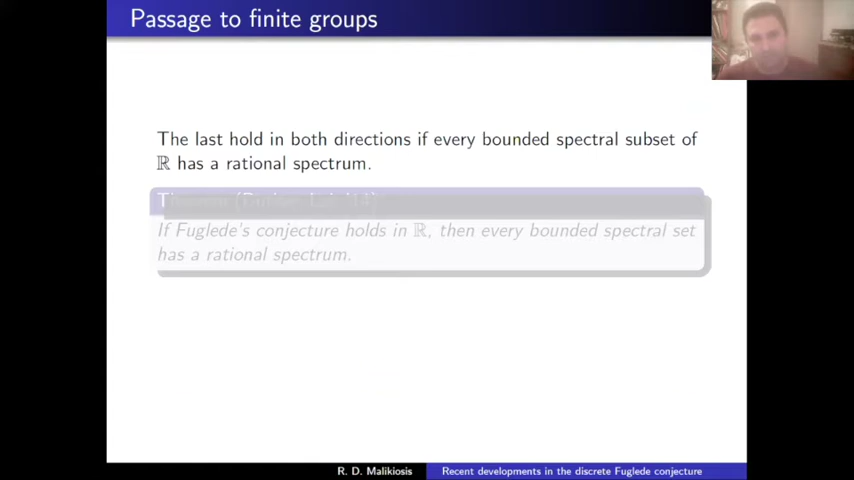 Passage to finite groups
The last hold in both directions if every bounded spectral subset of
ℝ has a rational spectrum.
If Fuglede's conjecture holds in ℝ, then every bounded spectral set
has a rational spectrum.
R. D. Malikiosis
Recent developments in the discrete Fuglede conjecture